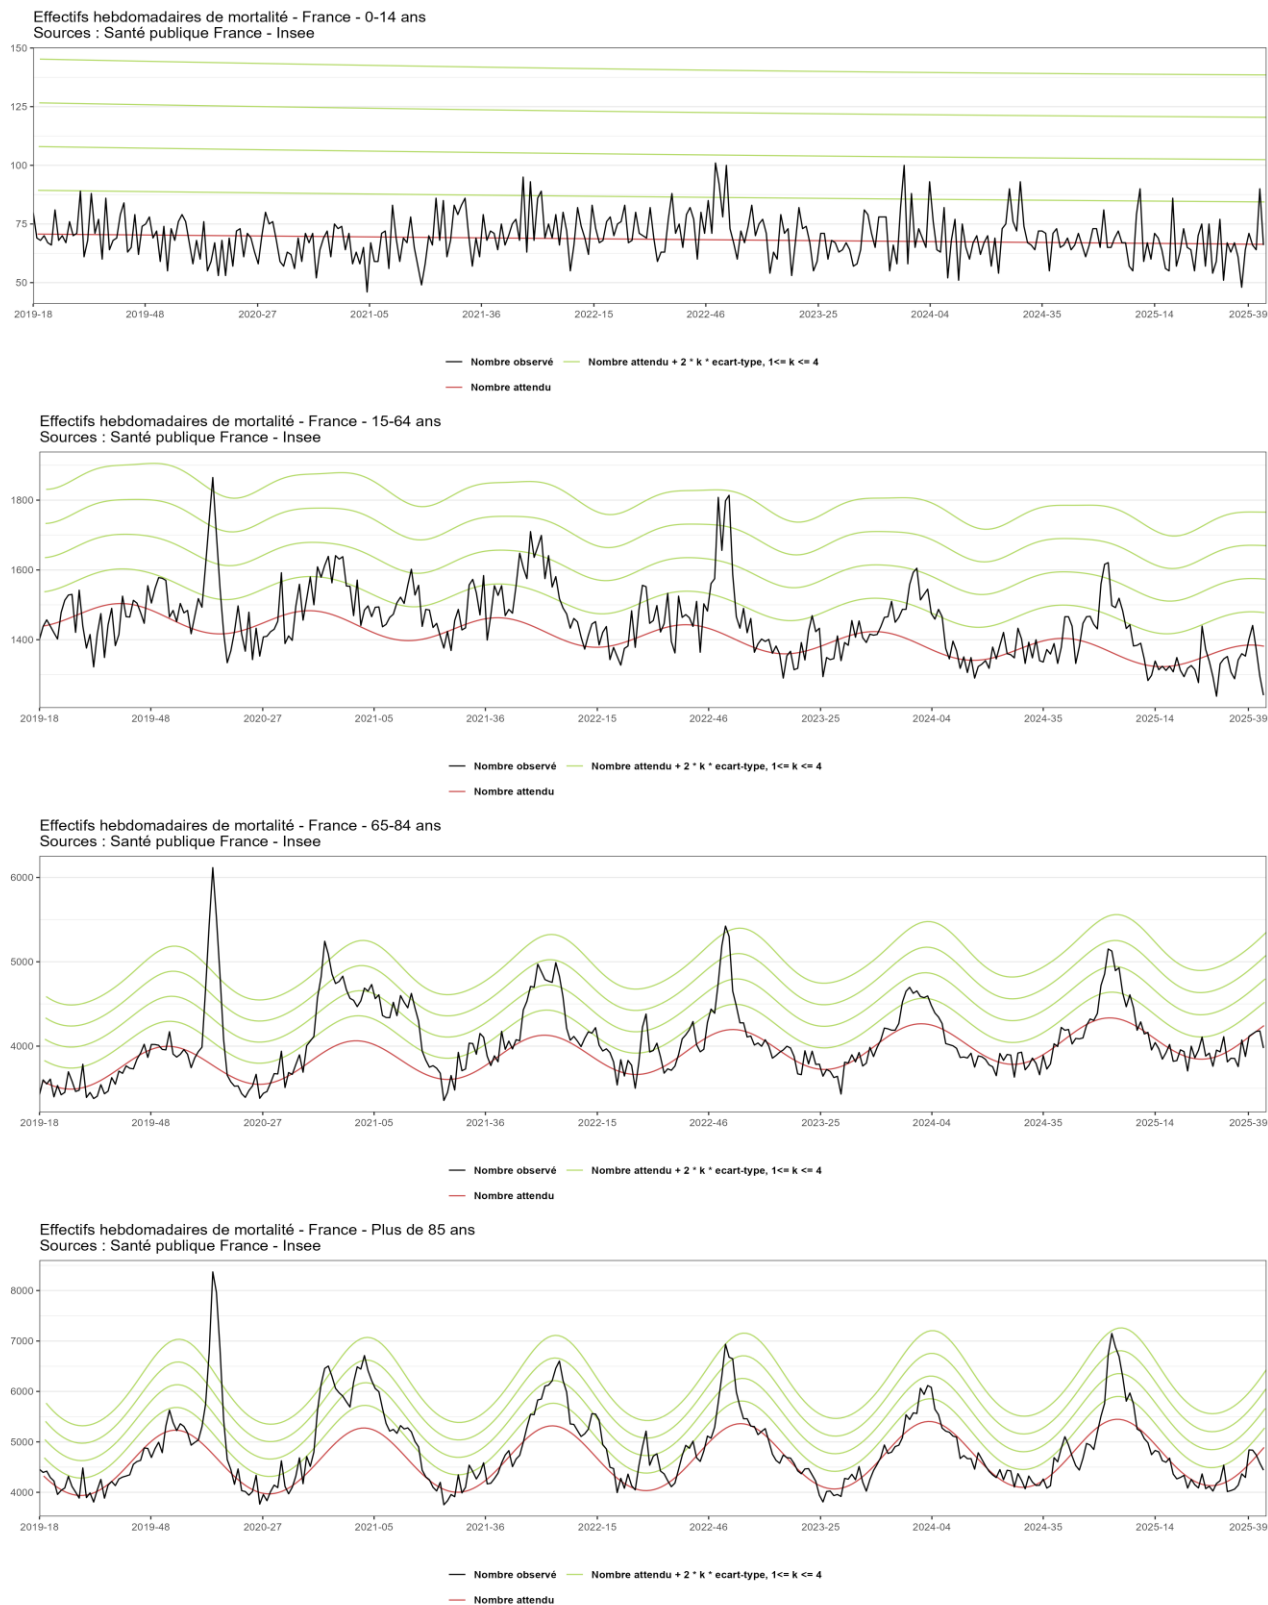 Effectifs hebdomadaires de mortalité - France - 0-14 ans
Sources : Santé publique France - Insee
150
125
100
75
50
2019-18 2019-48 2020-27 2021-05 2021-36 2022-15 2022-46 2023-25 2024-04 2024-35 2025-14 2025-39
Nombre observé Nombre attendu + 2 * k * ecart-type, 1<= k <= 4
Nombre attendu
Effectifs hebdomadaires de mortalité - France - 15-64 ans
Sources : Santé publique France - Insee
1800
1600
1400
2019-18 2019-48 2020-27 2021-05 2021-36 2022-15 2022-46 2023-25 2024-04 2024-35 2025-14 2025-39
Nombre observé Nombre attendu + 2 * k * ecart-type, 1<= k <= 4
Nombre attendu
Effectifs hebdomadaires de mortalité - France - 65-84 ans
Sources : Santé publique France - Insee
6000
5000
4000
2019-18 2019-48 2020-27 2021-05 2021-36 2022-15 2022-46 2023-25 2024-04 2024-35 2025-14 2025-39
Nombre observé Nombre attendu + 2 * k * ecart-type, 1<= k <= 4
Nombre attendu
Effectifs hebdomadaires de mortalité - France - Plus de 85 ans
Sources : Santé publique France - Insee
8000
7000
6000
5000
4000
2019-18 2019-48 2020-27 2021-05 2021-36 2022-15 2022-46 2023-25 2024-04 2024-35 2025-14 2025-39
Nombre observé Nombre attendu + 2 * k * ecart-type, 1<= k <= 4
Nombre attendu